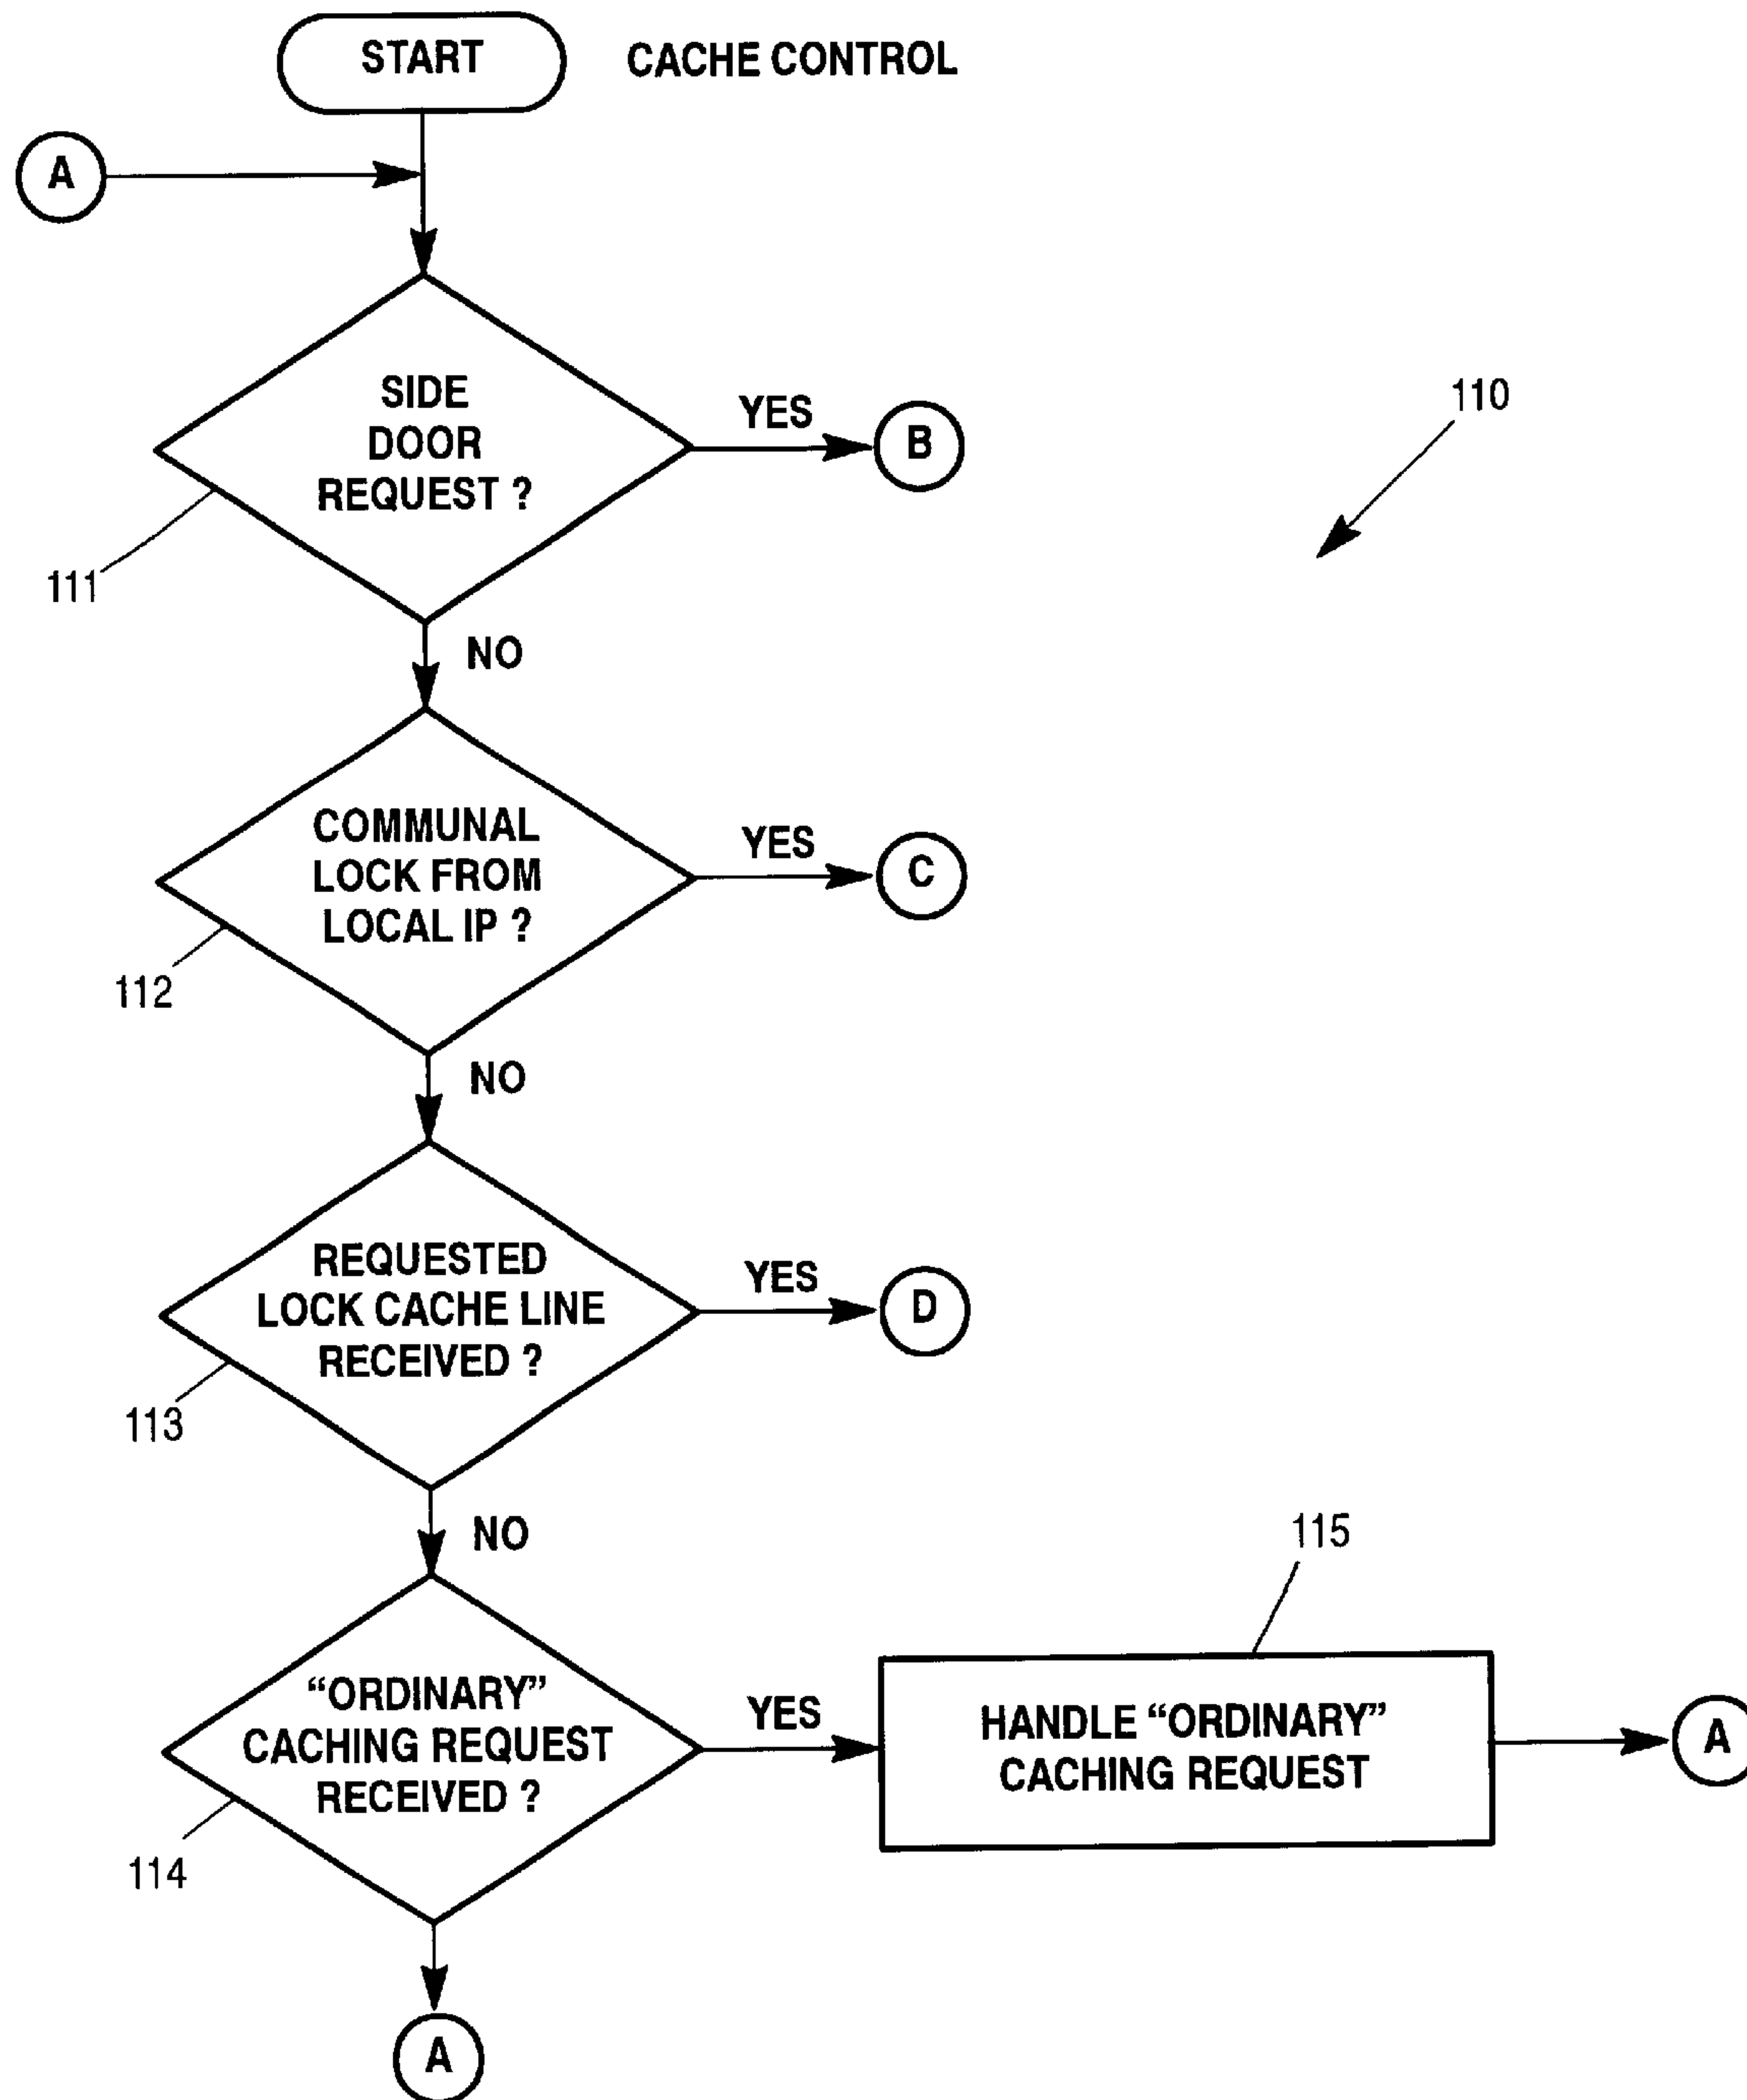 START
CACHE CONTROL
A
SIDE
DOOR
REQUEST ?
YES
B
110
111
NO
COMMUNAL
LOCK FROM
LOCAL IP ?
YES
C
112
NO
REQUESTED
LOCK CACHE LINE
RECEIVED ?
YES
D
113
NO
115
“ORDINARY”
CACHING REQUEST
RECEIVED ?
YES
HANDLE “ORDINARY”
CACHING REQUEST
A
114
A